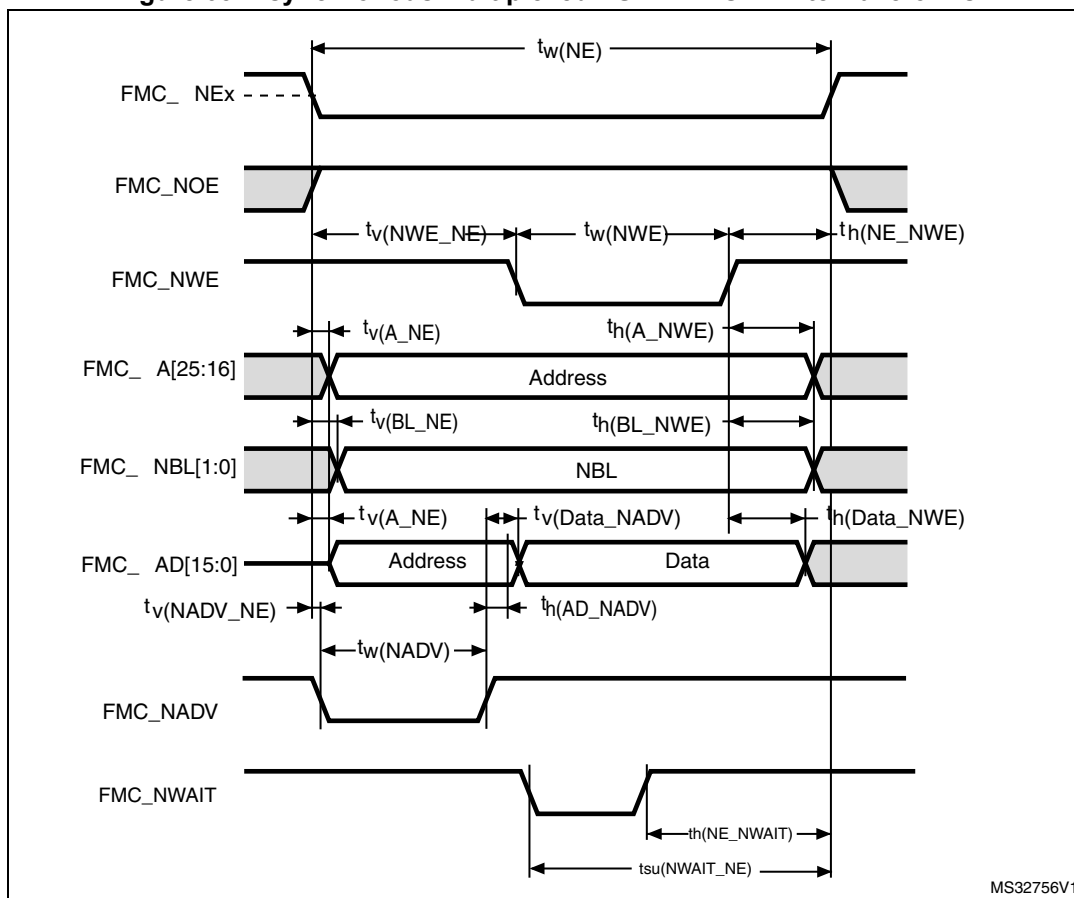 tw(NE)
FMC_ NEx
FMC_NOE
tv(NWE_NE)
tw(NWE)
th(NE_NWE)
FMC_NWE
tv(A_NE)
th(A_NWE)
FMC_ A[25:16]
Address
tv(BL_NE)
th(BL_NWE)
FMC_ NBL[1:0]
NBL
tv(A_NE)
tv(Data_NADV)
th(Data_NWE)
FMC_ AD[15:0]
Address
Data
tv(NADV_NE)
th(AD_NADV)
tw(NADV)
FMC_NADV
FMC_NWAIT
th(NE_NWAIT)
tsu(NWAIT_NE)
MS32756V1